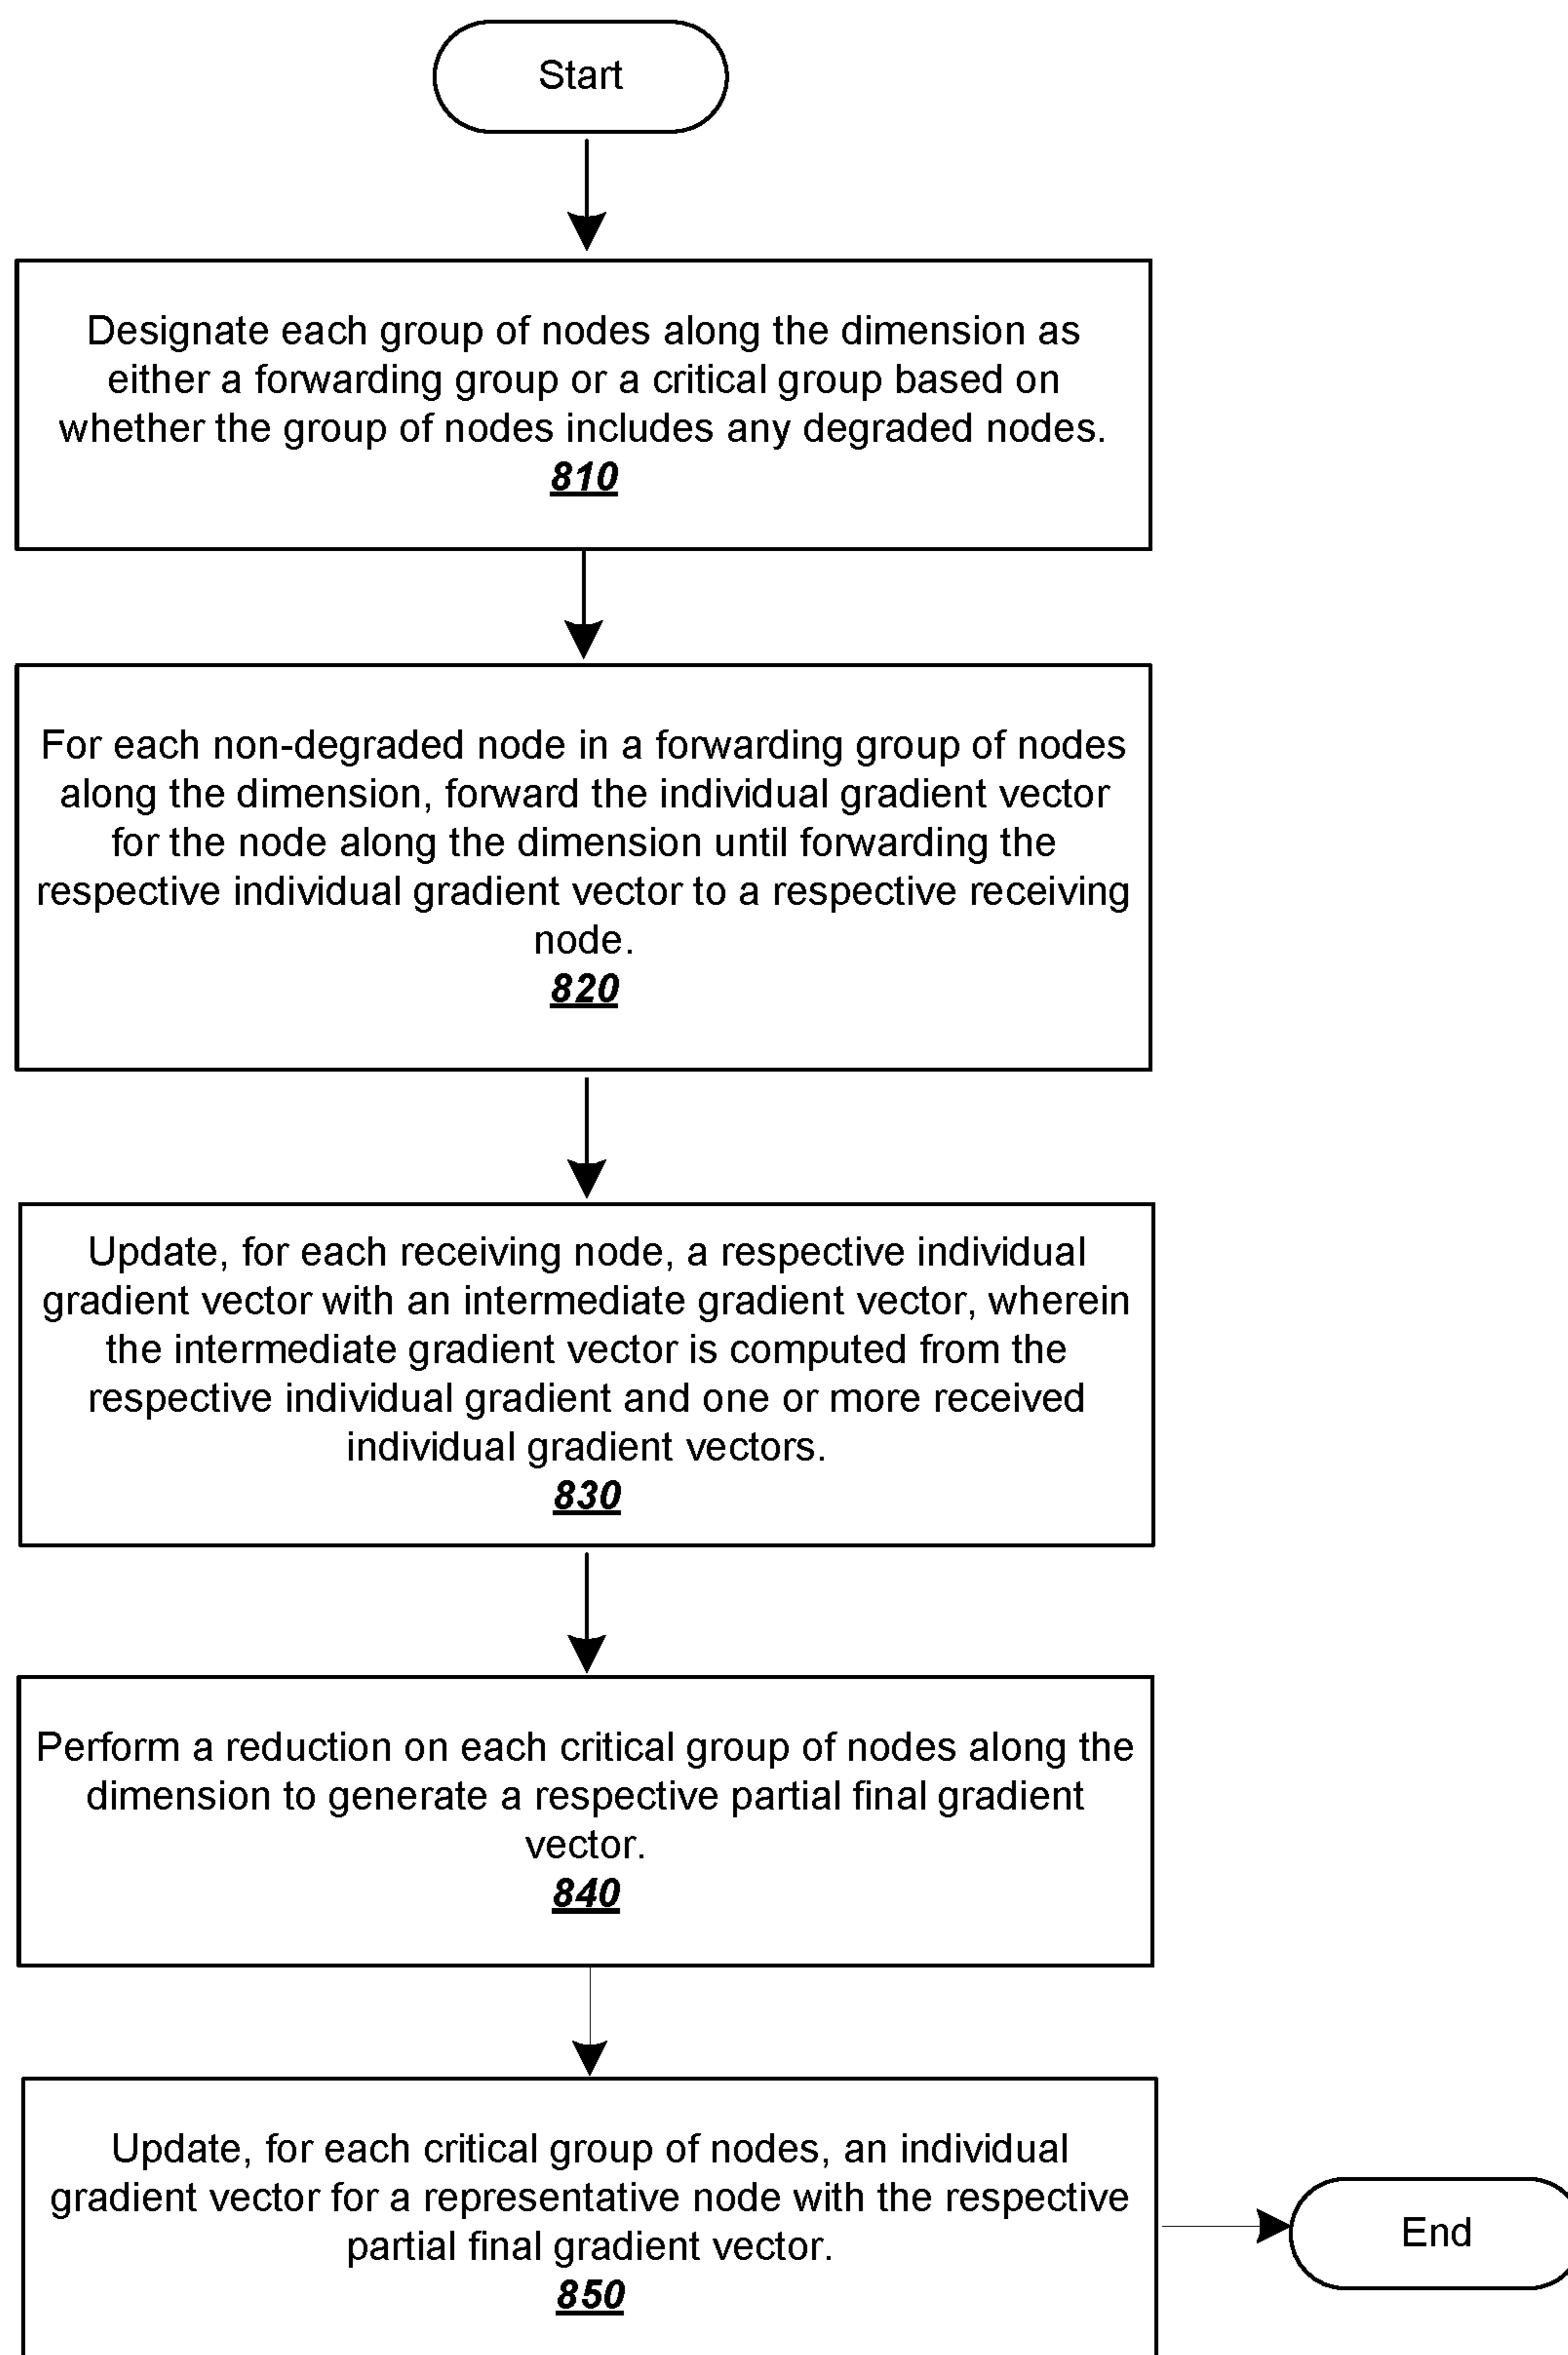 Start
Designate each group of nodes along the dimension as
either a forwarding group or a critical group based on
whether the group of nodes includes any degraded nodes.
810
For each non-degraded node in a forwarding group of nodes
along the dimension, forward the individual gradient vector
for the node along the dimension until forwarding the
respective individual gradient vector to a respective receiving
node.
820
Update, for each receiving node, a respective individual
gradient vector with an intermediate gradient vector, wherein
the intermediate gradient vector is computed from the
respective individual gradient and one or more received
individual gradient vectors.
830
Perform a reduction on each critical group of nodes along the
dimension to generate a respective partial final gradient
vector.
840
Update, for each critical group of nodes, an individual
gradient vector for a representative node with the respective
partial final gradient vector.
850
End